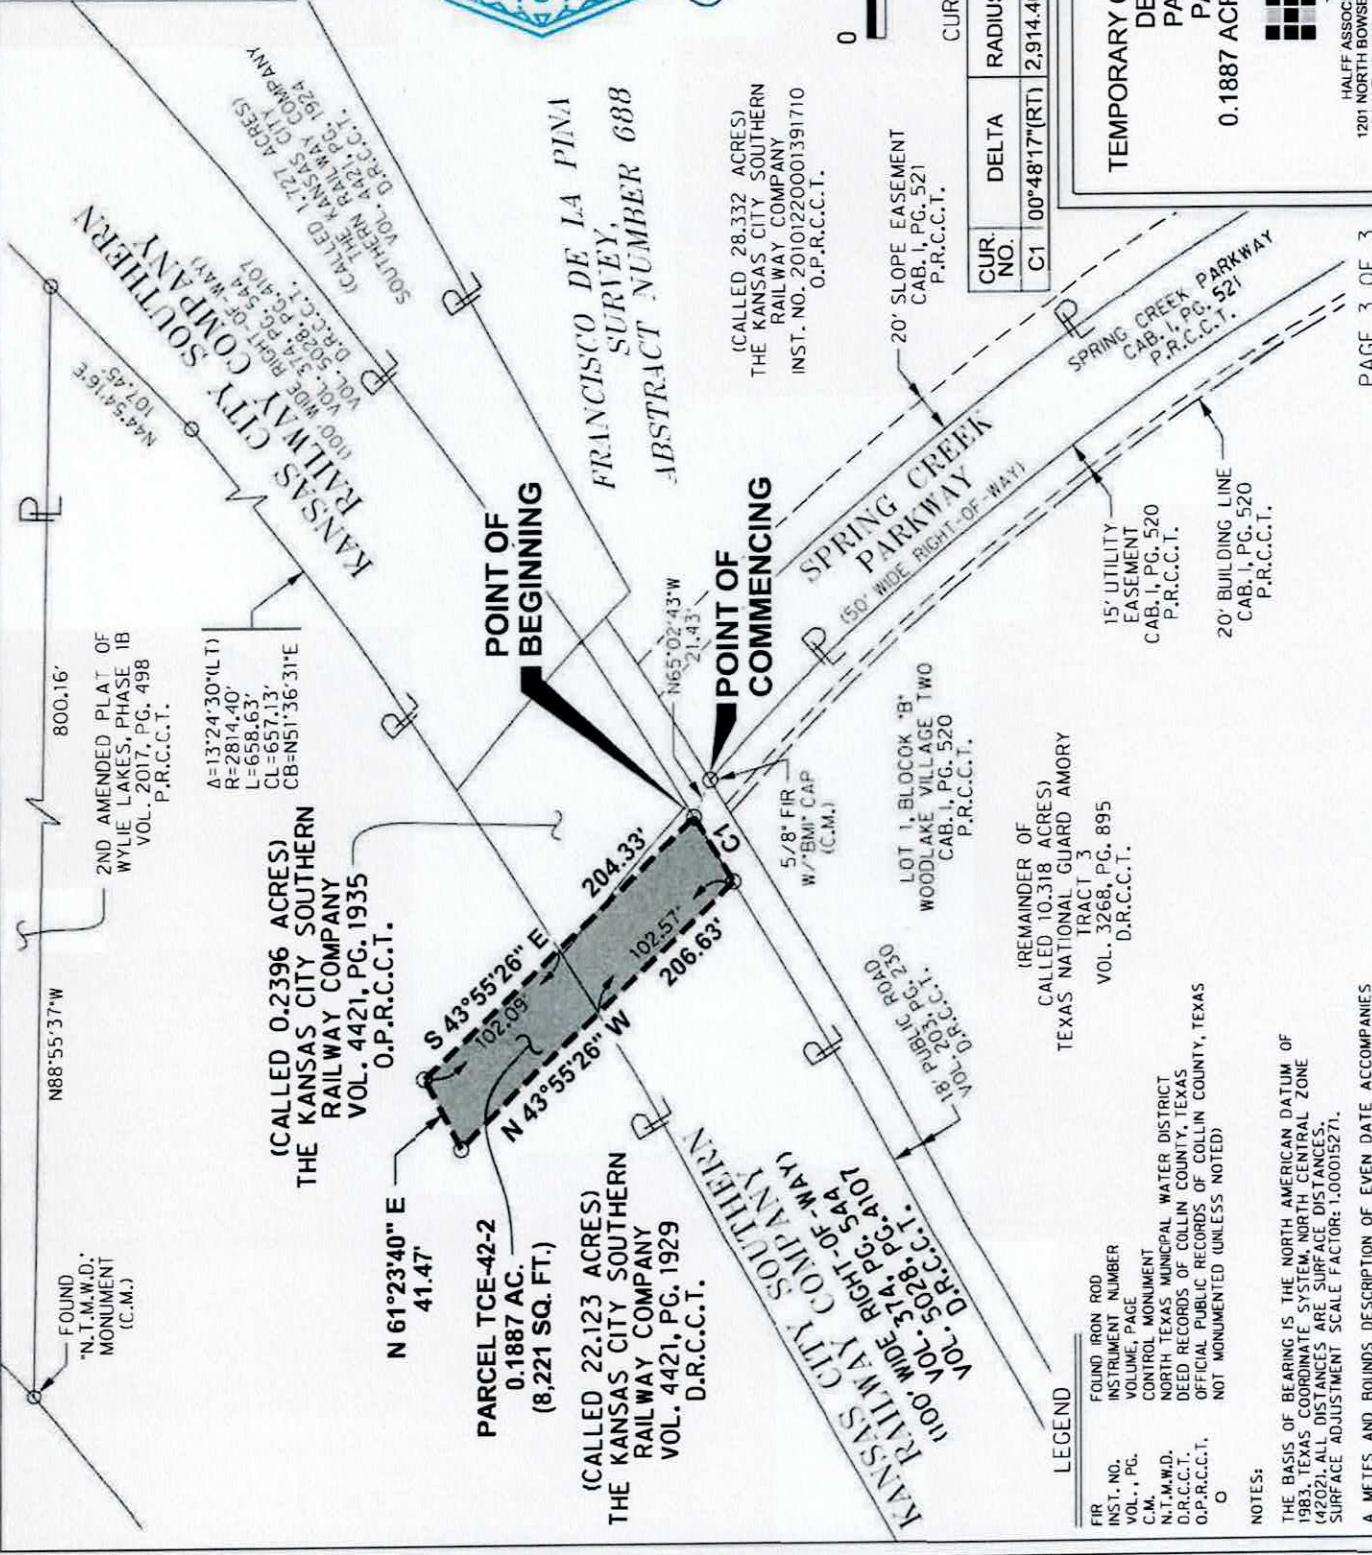 N88°55'37"W
800.16'
FOUND
"N.T.M.W.D."
MONUMENT
(C.M.)
2ND AMENDED PLAT OF
WYLIE LAKES, PHASE 1B
VOL. 2017, PG. 498
P.R.C.C.T.
Δ=13°24'30"(LT)
R=2814.40'
L=658.63'
CL=657.13'
CB=N51°36'31"E
N44°54'16"E
107.45'
KANSAS CITY SOUTHERN
RAILWAY COMPANY
(100' WIDE RIGHT-OF-WAY)
VOL. 374, PG. 544
VOL. 5028, PG.4107
D.R.C.C.T.
(CALLED 1.727 ACRES)
THE KANSAS CITY
SOUTHERN RAILWAY COMPANY
VOL. 4421, PG. 1924
D.R.C.C.T.
FRANCISCO DE LA PINA
SURVEY,
ABSTRACT NUMBER 688
(CALLED 0.2396 ACRES)
THE KANSAS CITY SOUTHERN
RAILWAY COMPANY
VOL. 4421, PG. 1935
O.P.R.C.C.T.
POINT OF
BEGINNING
N 61°23'40" E
41.47'
S 43°55'26" E
204.33'
102.09'
102.57'
N 43°55'26" W
206.63'
C1
N65°02'43"W
21.43'
POINT OF
COMMENCING
PARCEL TCE-42-2
0.1887 AC.
(8,221 SQ. FT.)
(CALLED 22.123 ACRES)
THE KANSAS CITY SOUTHERN
RAILWAY COMPANY
VOL. 4421, PG. 1929
D.R.C.C.T.
KANSAS CITY SOUTHERN
RAILWAY COMPANY
(100' WIDE RIGHT-OF-WAY)
VOL. 374, PG. 544
VOL. 5028, PG.4107
D.R.C.C.T.
5/8" FIR
W/"BMI" CAP
(C.M.)
LOT 1, BLOCOK "B"
WOODLAKE VILLAGE TWO
CAB. I, PG. 520
P.R.C.C.T.
18' PUBLIC ROAD
VOL. 203, PG. 230
D.R.C.C.T.
(REMAINDER OF
CALLED 10.318 ACRES)
TEXAS NATIONAL GUARD AMORY
TRACT 3
VOL. 3268, PG. 895
D.R.C.C.T.
(CALLED 28.332 ACRES)
THE KANSAS CITY SOUTHERN
RAILWAY COMPANY
INST. NO. 20101220001391710
O.P.R.C.C.T.
20' SLOPE EASEMENT
CAB. I, PG. 521
P.R.C.C.T.
SPRING CREEK
PARKWAY
(50' WIDE RIGHT-OF-WAY)
SPRING CREEK PARKWAY
CAB. I, PG. 521
P.R.C.C.T.
15' UTILITY
EASEMENT
CAB. I, PG. 520
P.R.C.C.T.
20' BUILDING LINE
CAB. I, PG. 520
P.R.C.C.T.
0
CUR
CUR. NO. DELTA RADIUS
C1 00°48'17"(RT) 2,914.4
TEMPORARY
DE
PA
PA
0.1887 ACR
HALFF ASSOC
1201 NORTH BOWSE
LEGEND
FIR FOUND IRON ROD
INST. NO. INSTRUMENT NUMBER
VOL., PG. VOLUME, PAGE
C.M. CONTROL MONUMENT
N.T.M.W.D. NORTH TEXAS MUNICIPAL WATER DISTRICT
D.R.C.C.T. DEED RECORDS OF COLLIN COUNTY, TEXAS
O.P.R.C.C.T. OFFICIAL PUBLIC RECORDS OF COLLIN COUNTY, TEXAS
O NOT MONUMENTED (UNLESS NOTED)
NOTES:
THE BASIS OF BEARING IS THE NORTH AMERICAN DATUM OF
1983, TEXAS COORDINATE SYSTEM, NORTH CENTRAL ZONE
(4202). ALL DISTANCES ARE SURFACE DISTANCES.
SURFACE ADJUSTMENT SCALE FACTOR: 1.00015271.
A METES AND BOUNDS DESCRIPTION OF EVEN DATE ACCOMPANIES
PAGE 3 OF 3